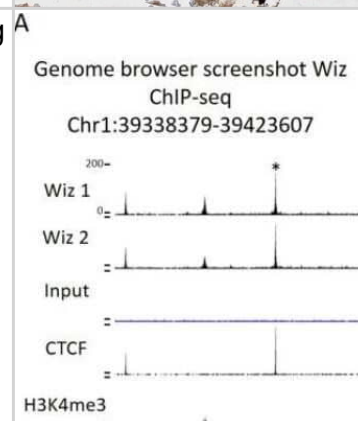 A
Genome browser screenshot Wiz
ChIP-seq
Chr1:39338379-39423607
200-
*
Wiz 1
0-
Wiz 2
Input
CTCF
H3K4me3